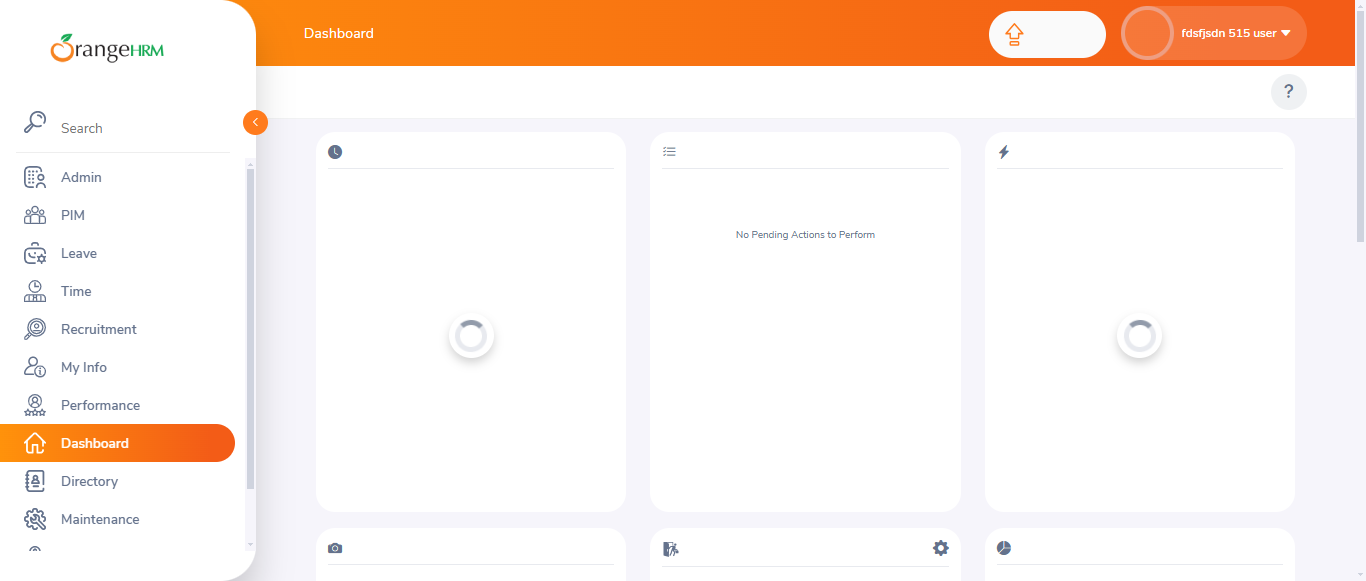 OrangeHRM
Dashboard
fdsfjsdn 515 user
?
Search
Admin
PIM
Leave
Time
Recruitment
My Info
Performance
Dashboard
Directory
Maintenance
No Pending Actions to Perform